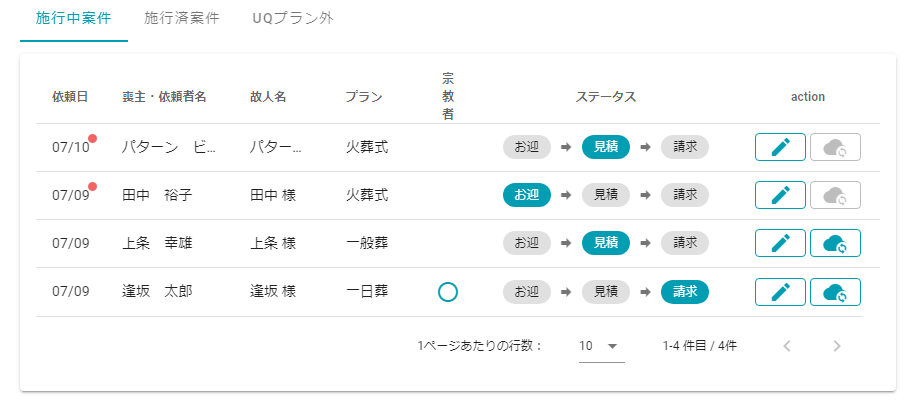 施行中案件 施行済案件 UQプラン外
依頼日 喪主・依頼者名 故人名 プラン 宗教者 ステータス action
07/10 パターン ビ… パター… 火葬式 お迎 見積 請求
07/09 田中 裕子 田中 様 火葬式 お迎 見積 請求
07/09 上条 幸雄 上条 様 一般葬 お迎 見積 請求
07/09 逢坂 太郎 逢坂 様 一日葬 お迎 見積 請求
1ページあたりの行数： 10 1-4 件目 / 4件